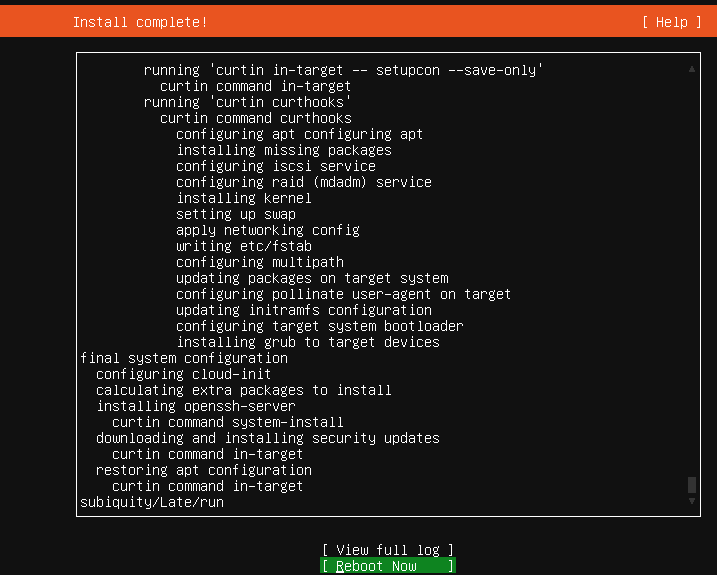 Install complete!
[ Help ]
running 'curtin in-target -- setupcon --save-only'
curtin command in-target
running 'curtin curthooks'
curtin command curthooks
configuring apt configuring apt
installing missing packages
configuring iscsi service
configuring raid (mdadm) service
installing kernel
setting up swap
apply networking config
writing etc/fstab
configuring multipath
updating packages on target system
configuring pollinate user-agent on target
updating initramfs configuration
configuring target system bootloader
installing grub to target devices
final system configuration
configuring cloud-init
calculating extra packages to install
installing openssh-server
curtin command system-install
downloading and installing security updates
curtin command in-target
restoring apt configuration
curtin command in-target
subiquity/Late/run
[ View full log ]
[ Reboot Now ]